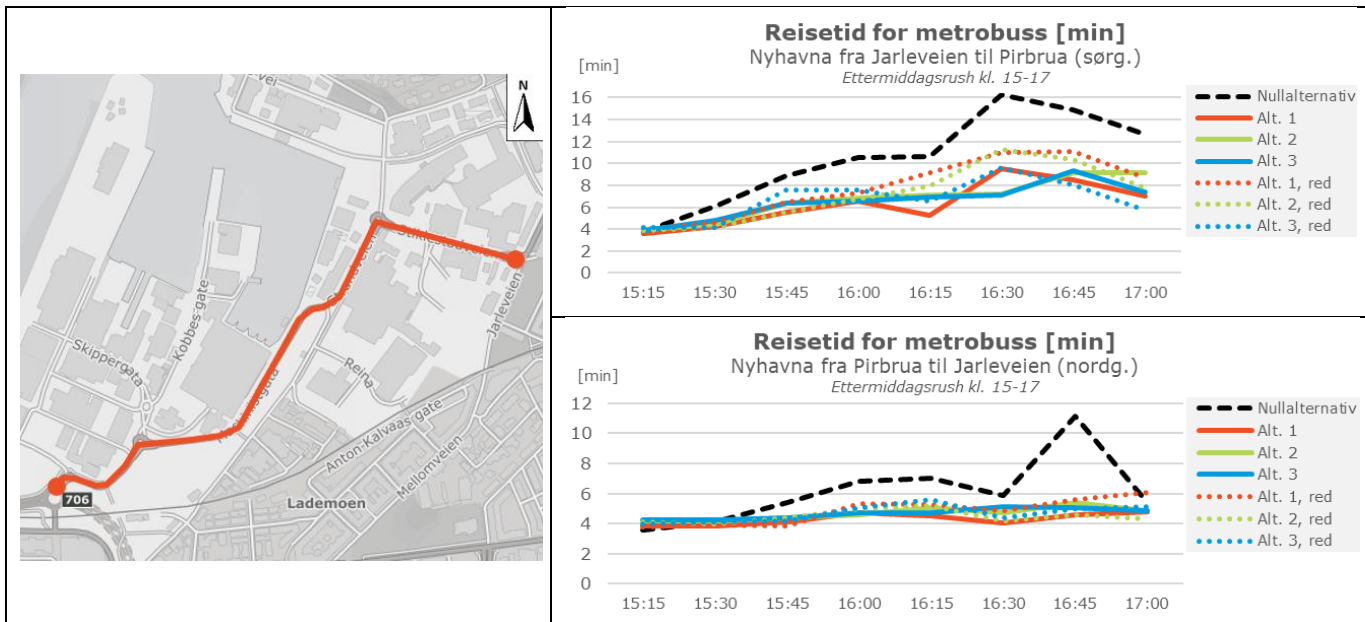 N
Stiklestadveien
Strandveien
Jarleveien
Kobbes gate
Skippergata
Reina
Maskinistgata
Anton Kalvaas gate
Mellomveien
Lademoen
706
Reisetid for metrobuss [min]
Nyhavna fra Jarleveien til Pirbrua (sørg.)
Ettermiddagsrush kl. 15-17
[min]
16
14
12
10
8
6
4
2
0
15:15 15:30 15:45 16:00 16:15 16:30 16:45 17:00
Nullalternativ
Alt. 1
Alt. 2
Alt. 3
Alt. 1, red
Alt. 2, red
Alt. 3, red
Reisetid for metrobuss [min]
Nyhavna fra Pirbrua til Jarleveien (nordg.)
Ettermiddagsrush kl. 15-17
[min]
12
10
8
6
4
2
0
15:15 15:30 15:45 16:00 16:15 16:30 16:45 17:00
Nullalternativ
Alt. 1
Alt. 2
Alt. 3
Alt. 1, red
Alt. 2, red
Alt. 3, red